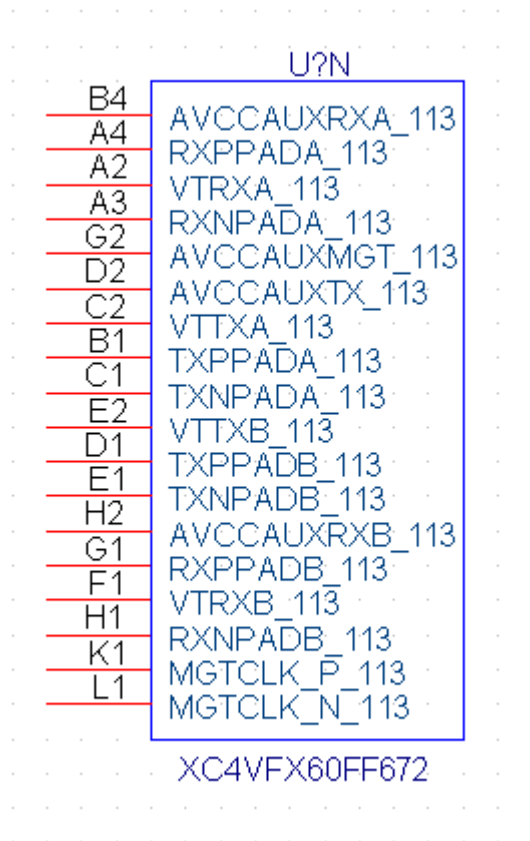 U?N
B4 AVCCAUXRXA_113
A4 RXPPADA_113
A2 VTRXA_113
A3 RXNPADA_113
G2 AVCCAUXMGT_113
D2 AVCCAUXTX_113
C2 VTTXA_113
B1 TXPPADA_113
C1 TXNPADA_113
E2 VTTXB_113
D1 TXPPADB_113
E1 TXNPADB_113
H2 AVCCAUXRXB_113
G1 RXPPADB_113
F1 VTRXB_113
H1 RXNPADB_113
K1 MGTCLK_P_113
L1 MGTCLK_N_113
XC4VFX60FF672